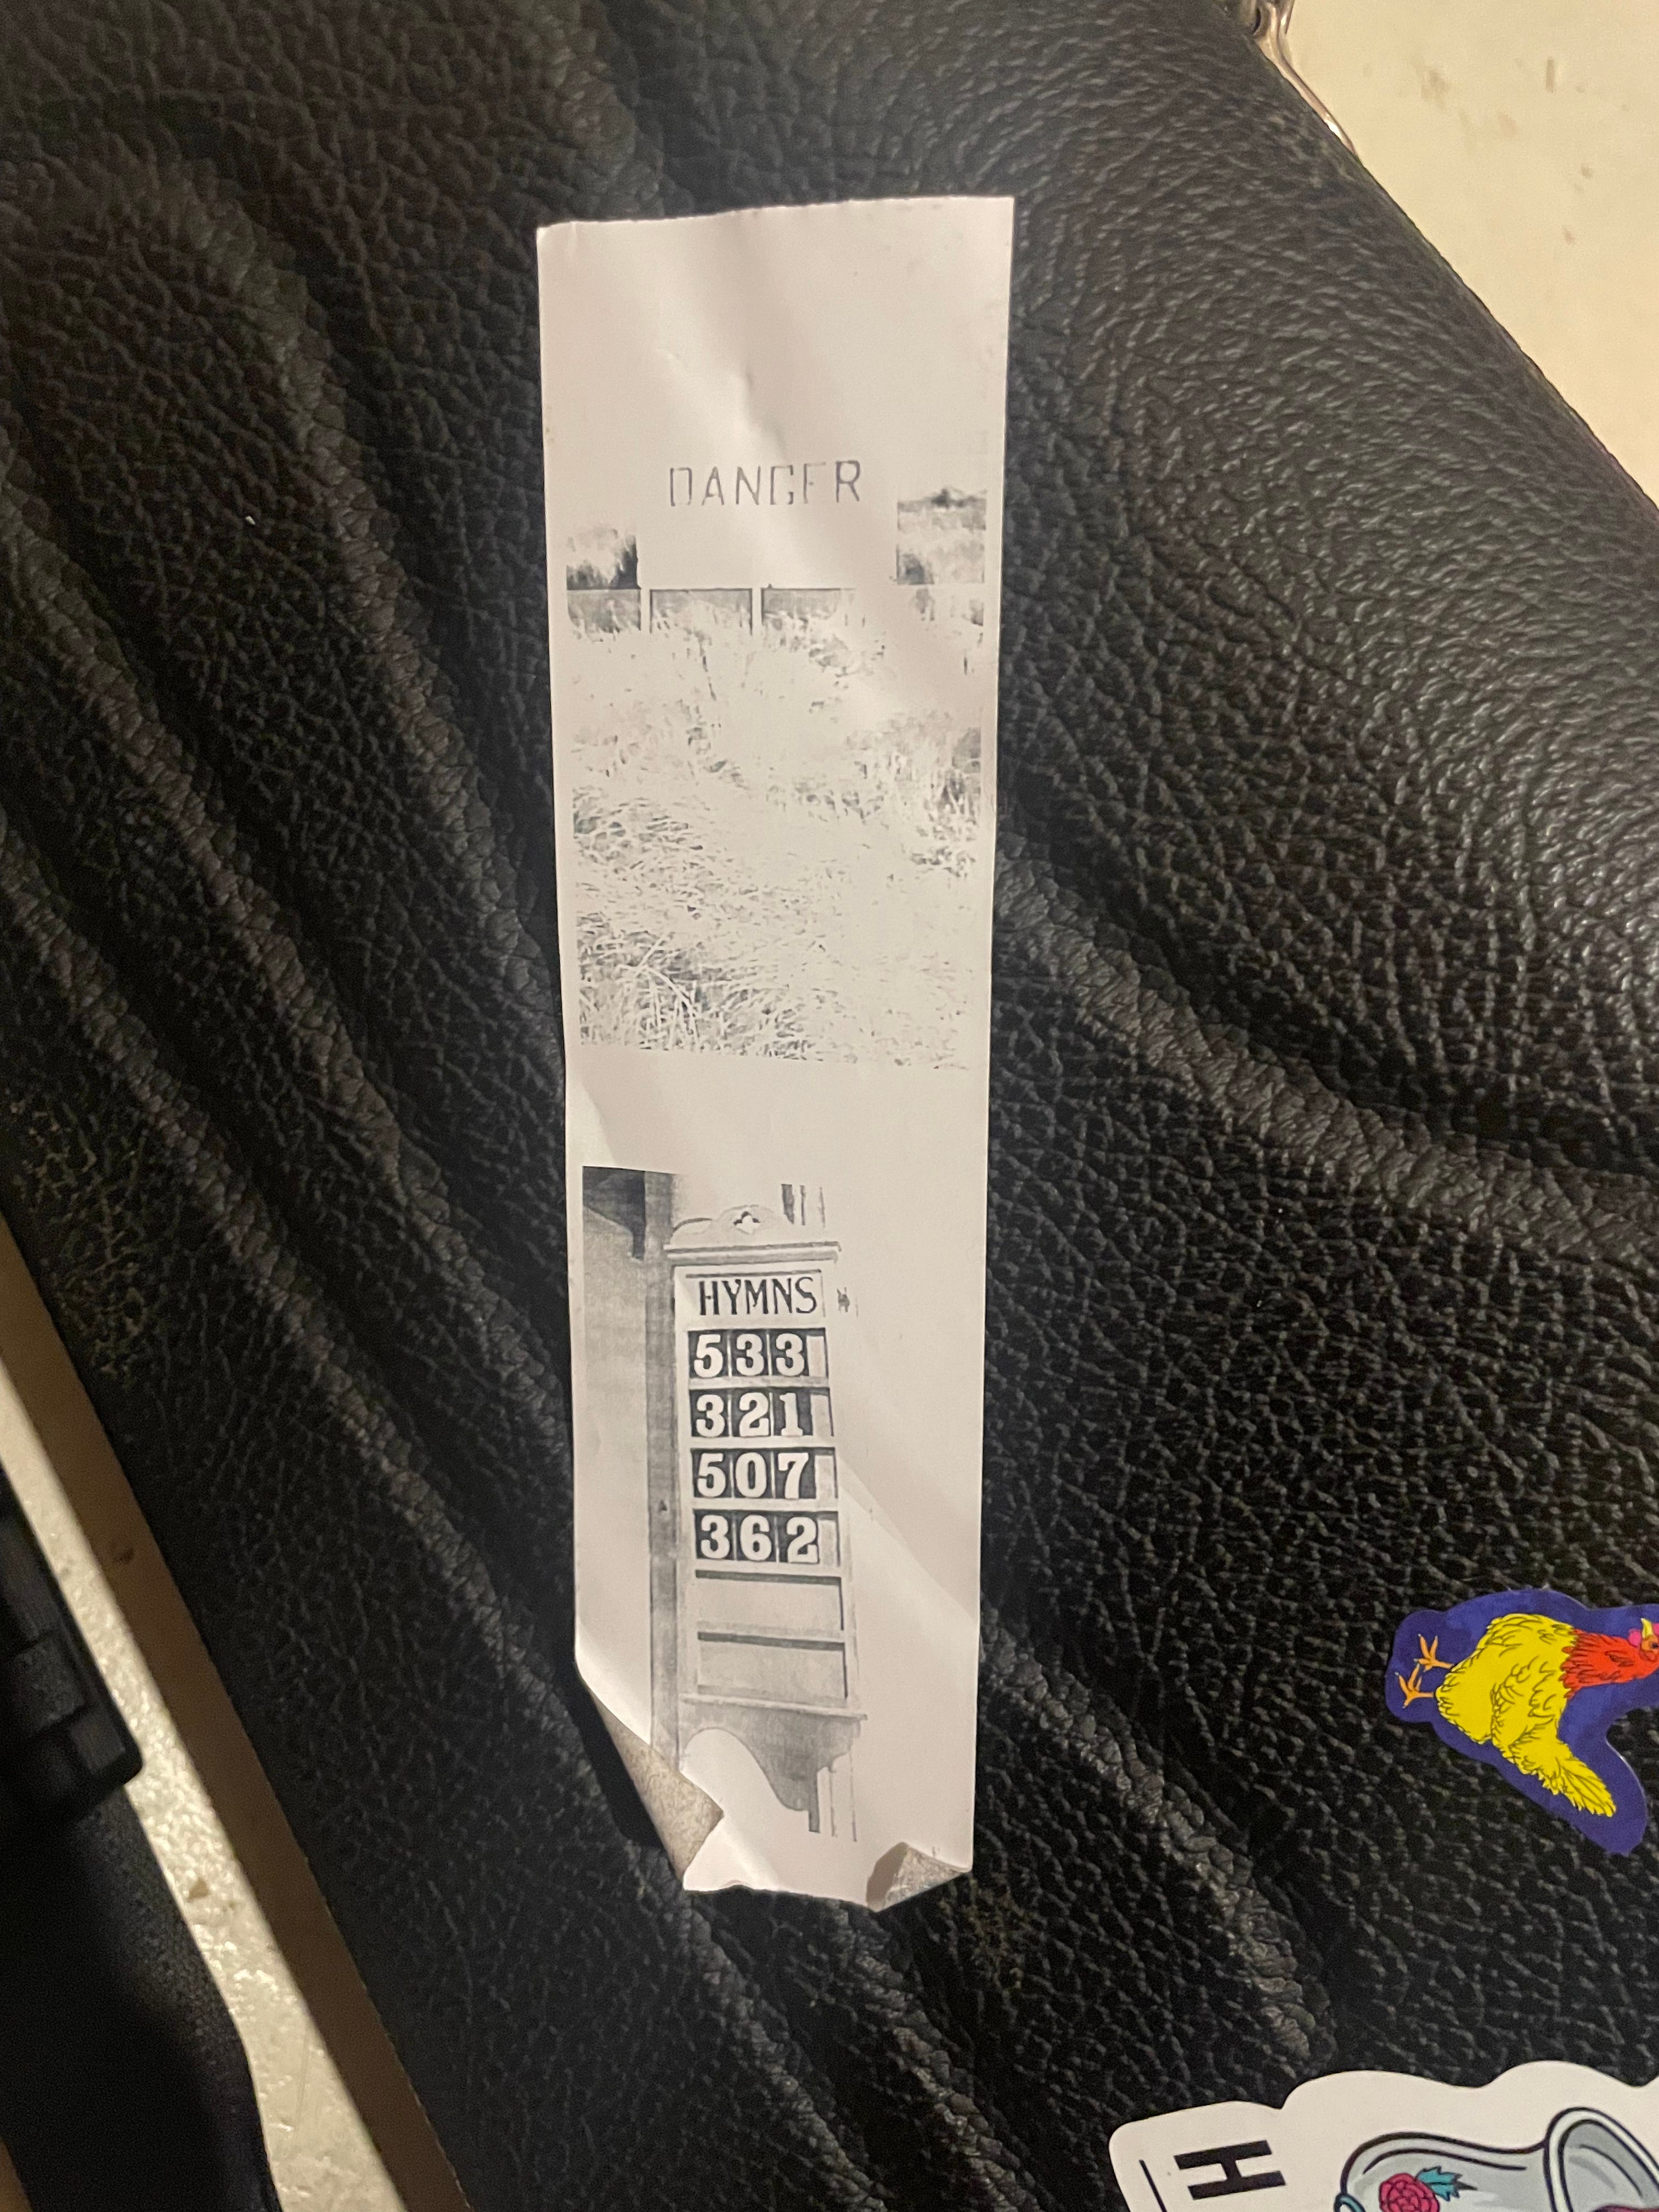 DANGER
HYMNS
533
321
507
362
H